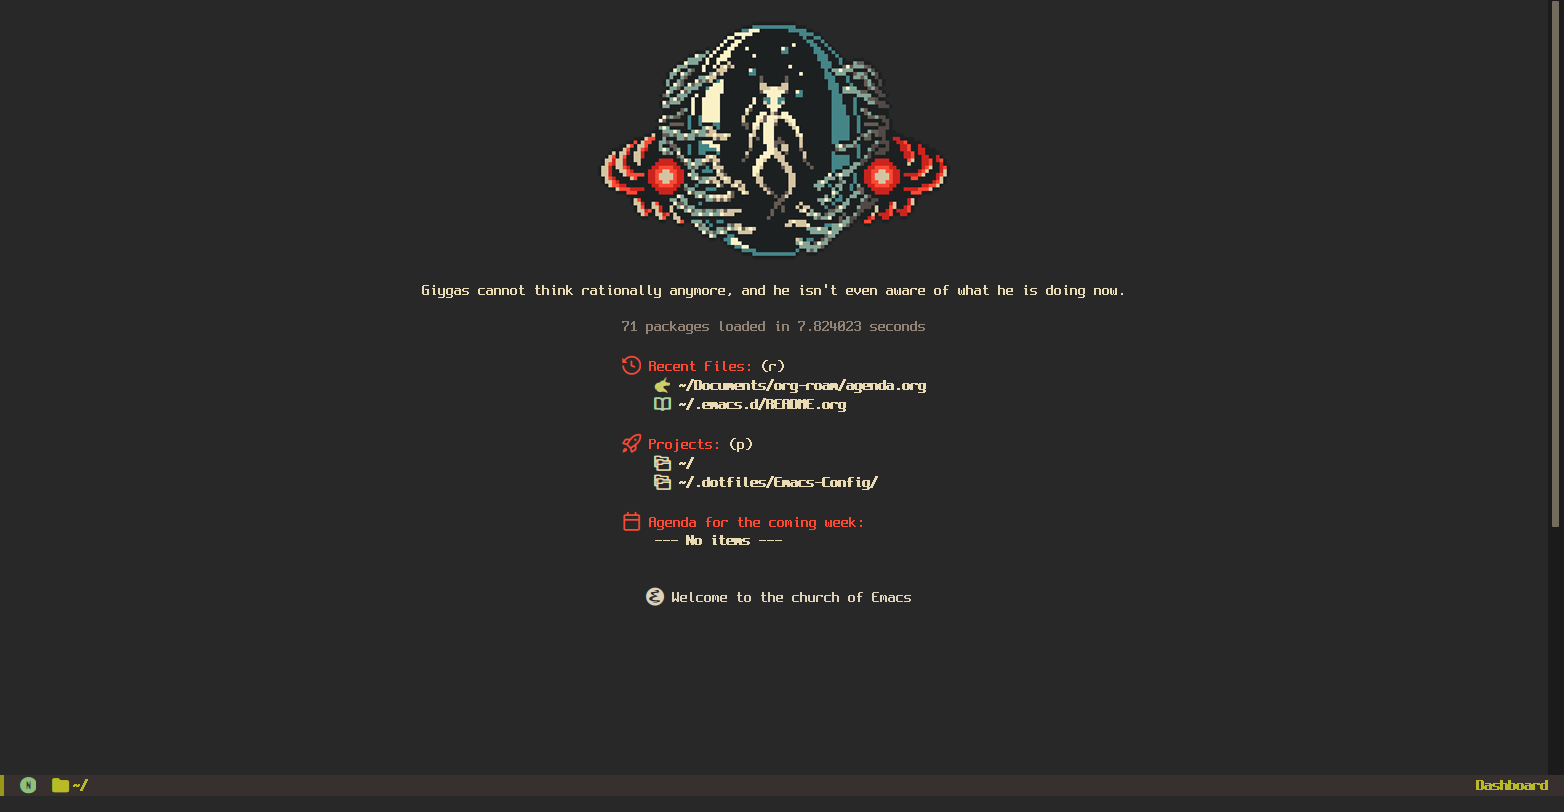 Giygas cannot think rationally anymore, and he isn't even aware of what he is doing now.
71 packages loaded in 7.824023 seconds
Recent Files: (r)
~/Documents/org-roam/agenda.org
~/.emacs.d/README.org
Projects: (p)
~/
~/.dotfiles/Emacs-Config/
Agenda for the coming week:
--- No items ---
Welcome to the church of Emacs
N ~/ Dashboard